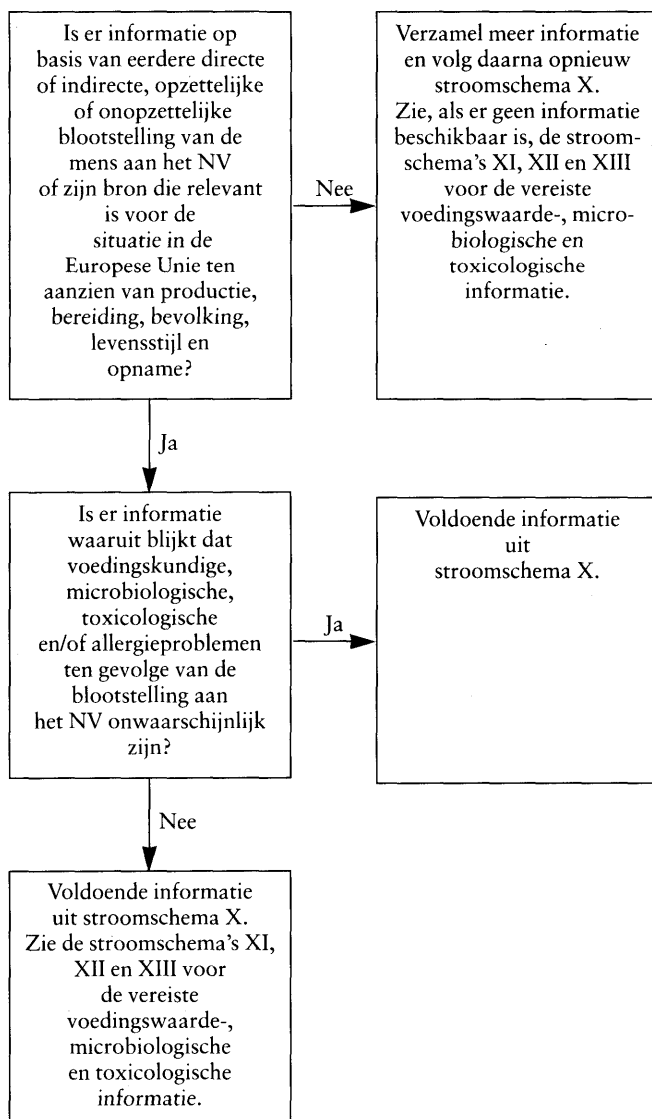 Is er informatie op
basis van eerdere directe
of indirecte, opzettelijke
of onopzettelijke
blootstelling van de
mens aan het NV
of zijn bron die relevant
is voor de
situatie in de
Europese Unie ten
aanzien van productie,
bereiding, bevolking,
levensstijl en
opname?
Nee
Verzamel meer informatie
en volg daarna opnieuw
stroomschema X.
Zie, als er geen informatie
beschikbaar is, de stroom-
schema's XI, XII en XIII
voor de vereiste
voedingswaarde-, micro-
biologische en
toxicologische
informatie.
Ja
Is er informatie
waaruit blijkt dat
voedingskundige,
microbiologische,
toxicologische
en/of allergieproblemen
ten gevolge van de
blootstelling aan
het NV onwaarschijnlijk
zijn?
Ja
Voldoende informatie
uit
stroomschema X.
Nee
Voldoende informatie
uit stroomschema X.
Zie de stroomschema's XI,
XII en XIII voor
de vereiste
voedingswaarde-,
microbiologische
en toxicologische
informatie.